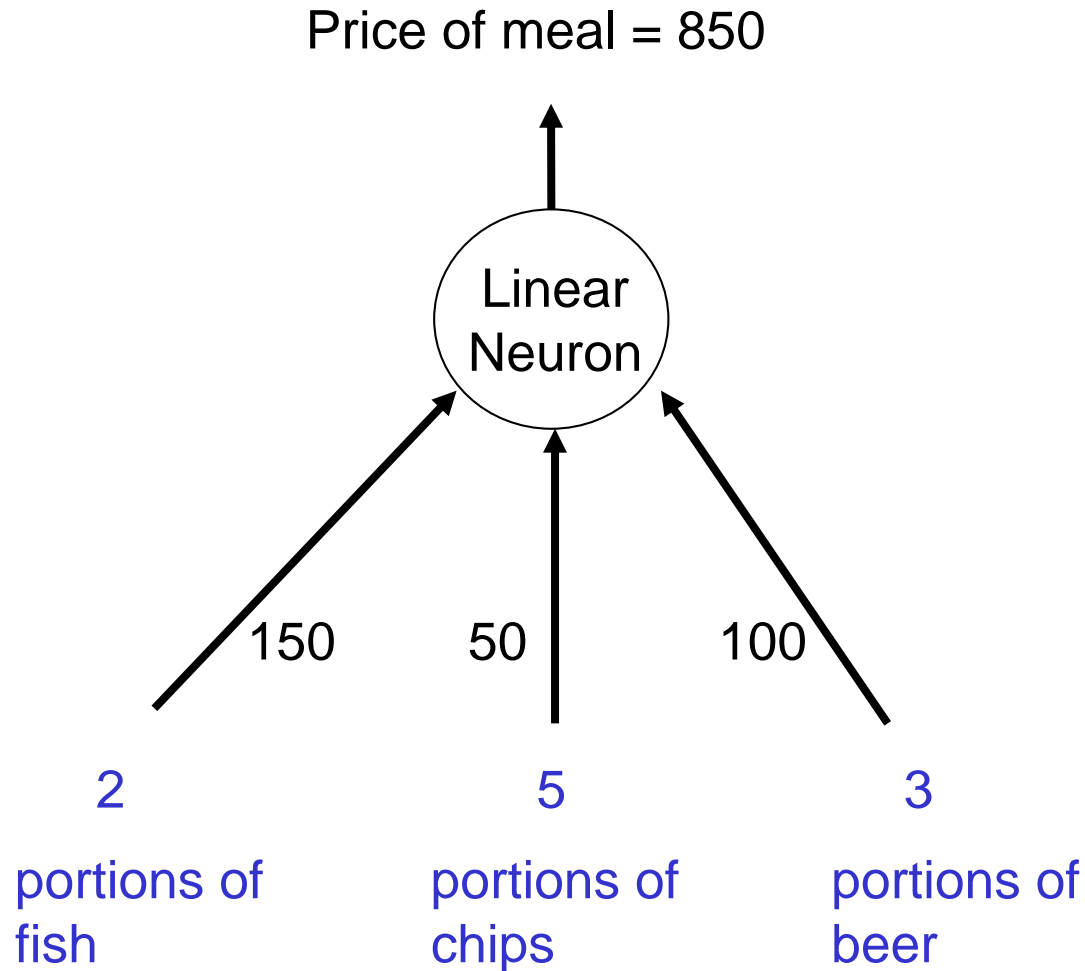 Price of meal = 850
Linear
Neuron
150 50 100
2 5 3
portions of portions of portions of
fish chips beer